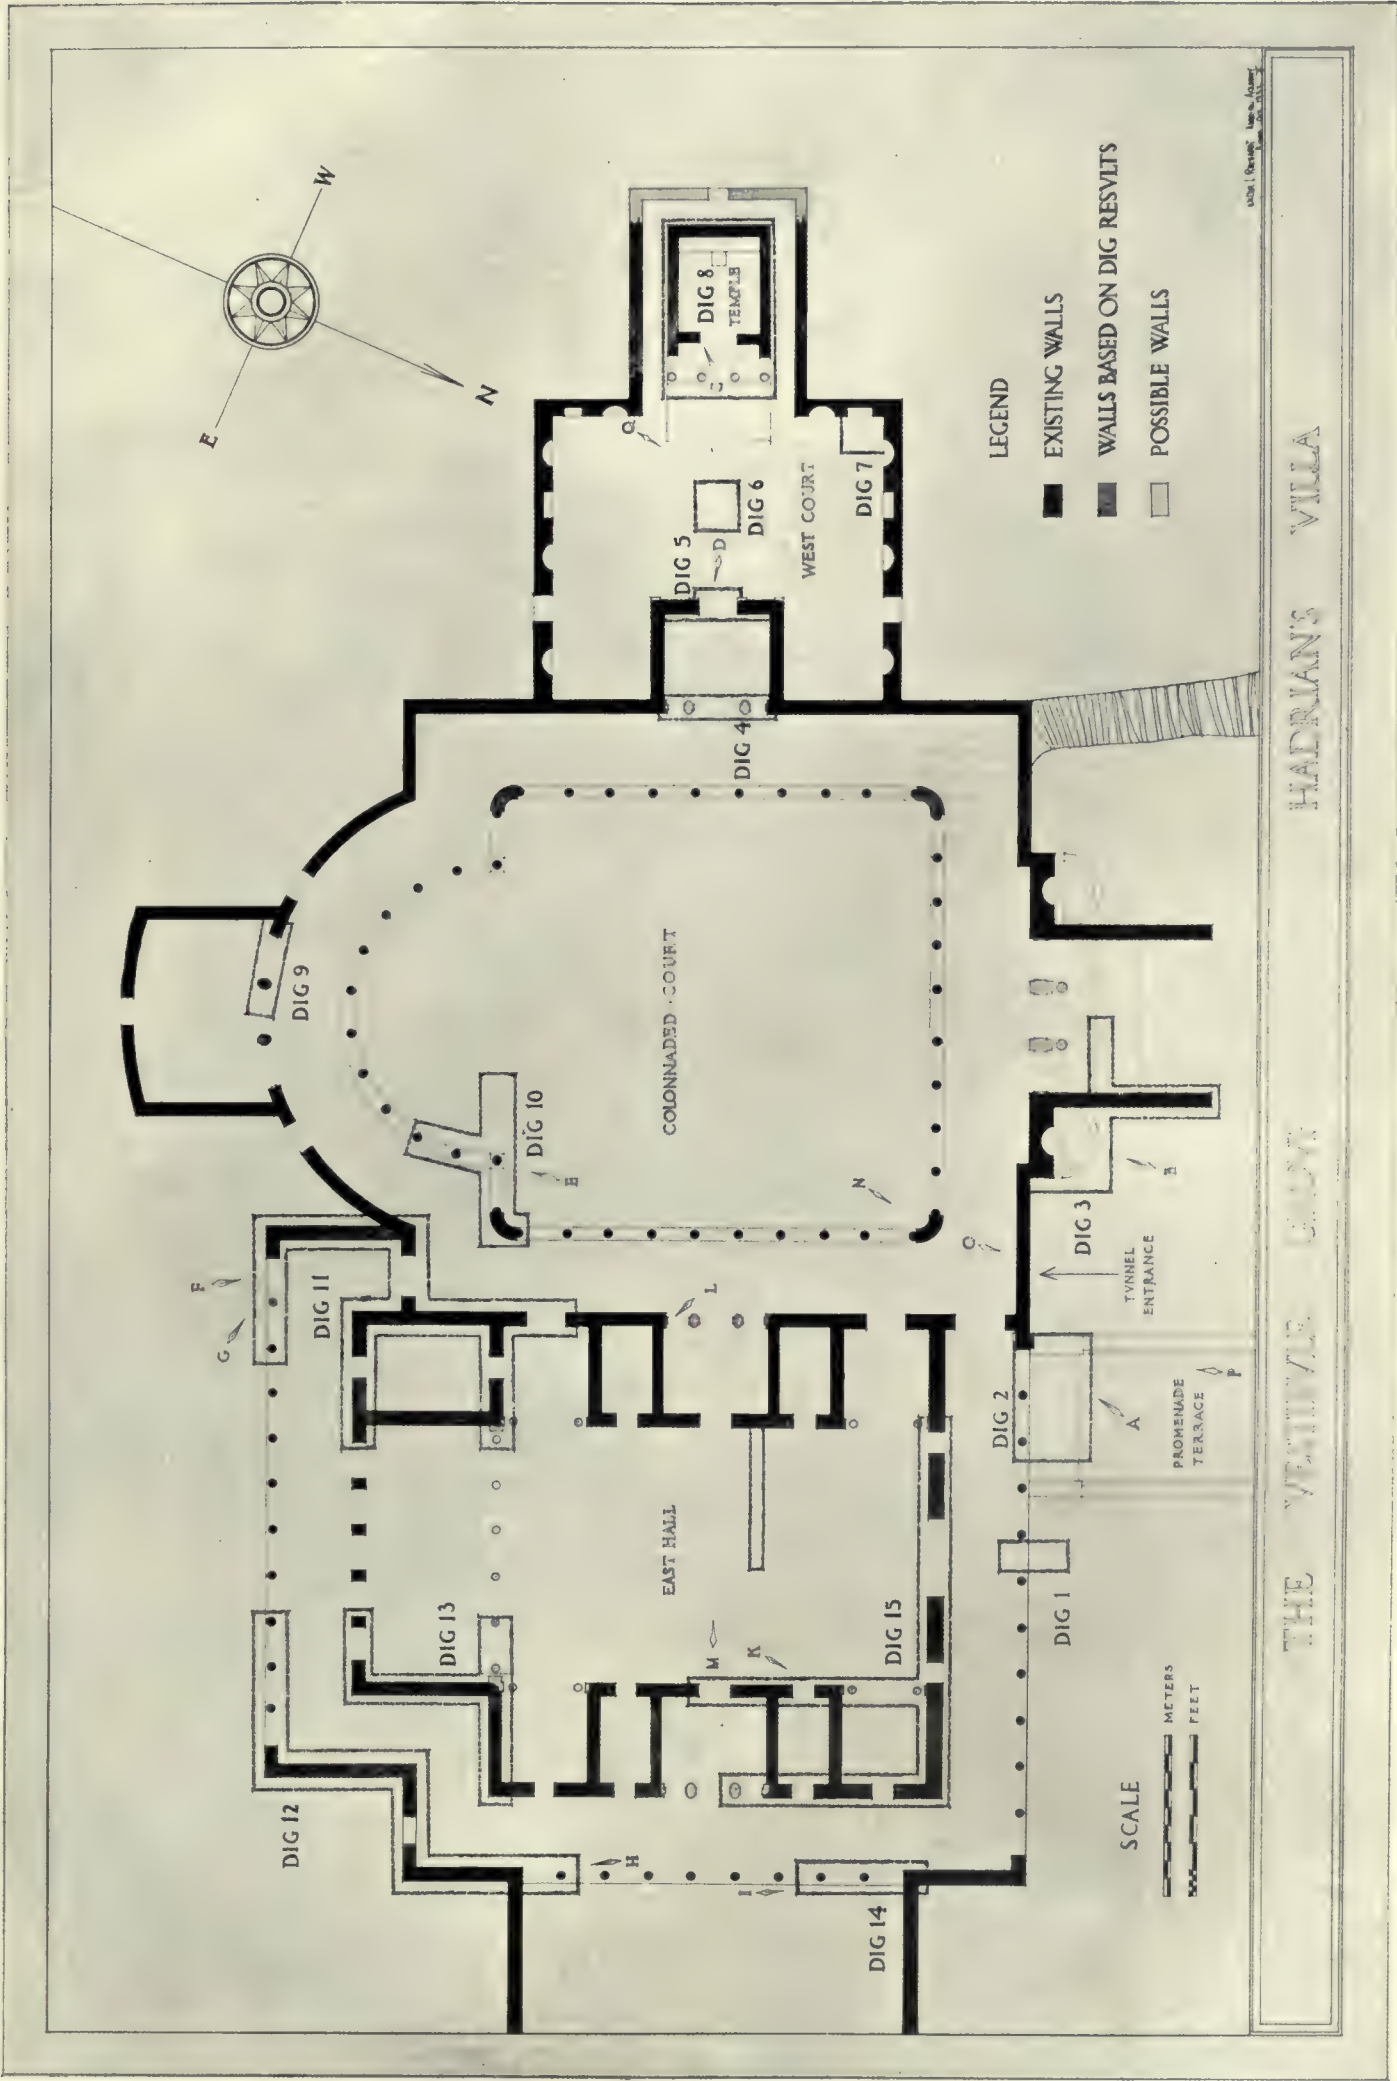 W
E
N
DIG 8
TEMPLE
Q
DIG 7
DIG 6
DIG 5
D
WEST COURT
DIG 4
LEGEND
EXISTING WALLS
WALLS BASED ON DIG RESVLTS
POSSIBLE WALLS
DIG 9
COLONNADED·COURT
DIG 10
E
N
O
DIG 3
TVNNEL
ENTRANCE
F
G
DIG 11
L
DIG 2
A
PROMENADE
TERRACE
P
EAST HALL
DIG 1
DIG 13
M
K
DIG 15
DIG 12
H
I
DIG 14
SCALE
METERS
FEET
THE
HADRIAN'S VILLA